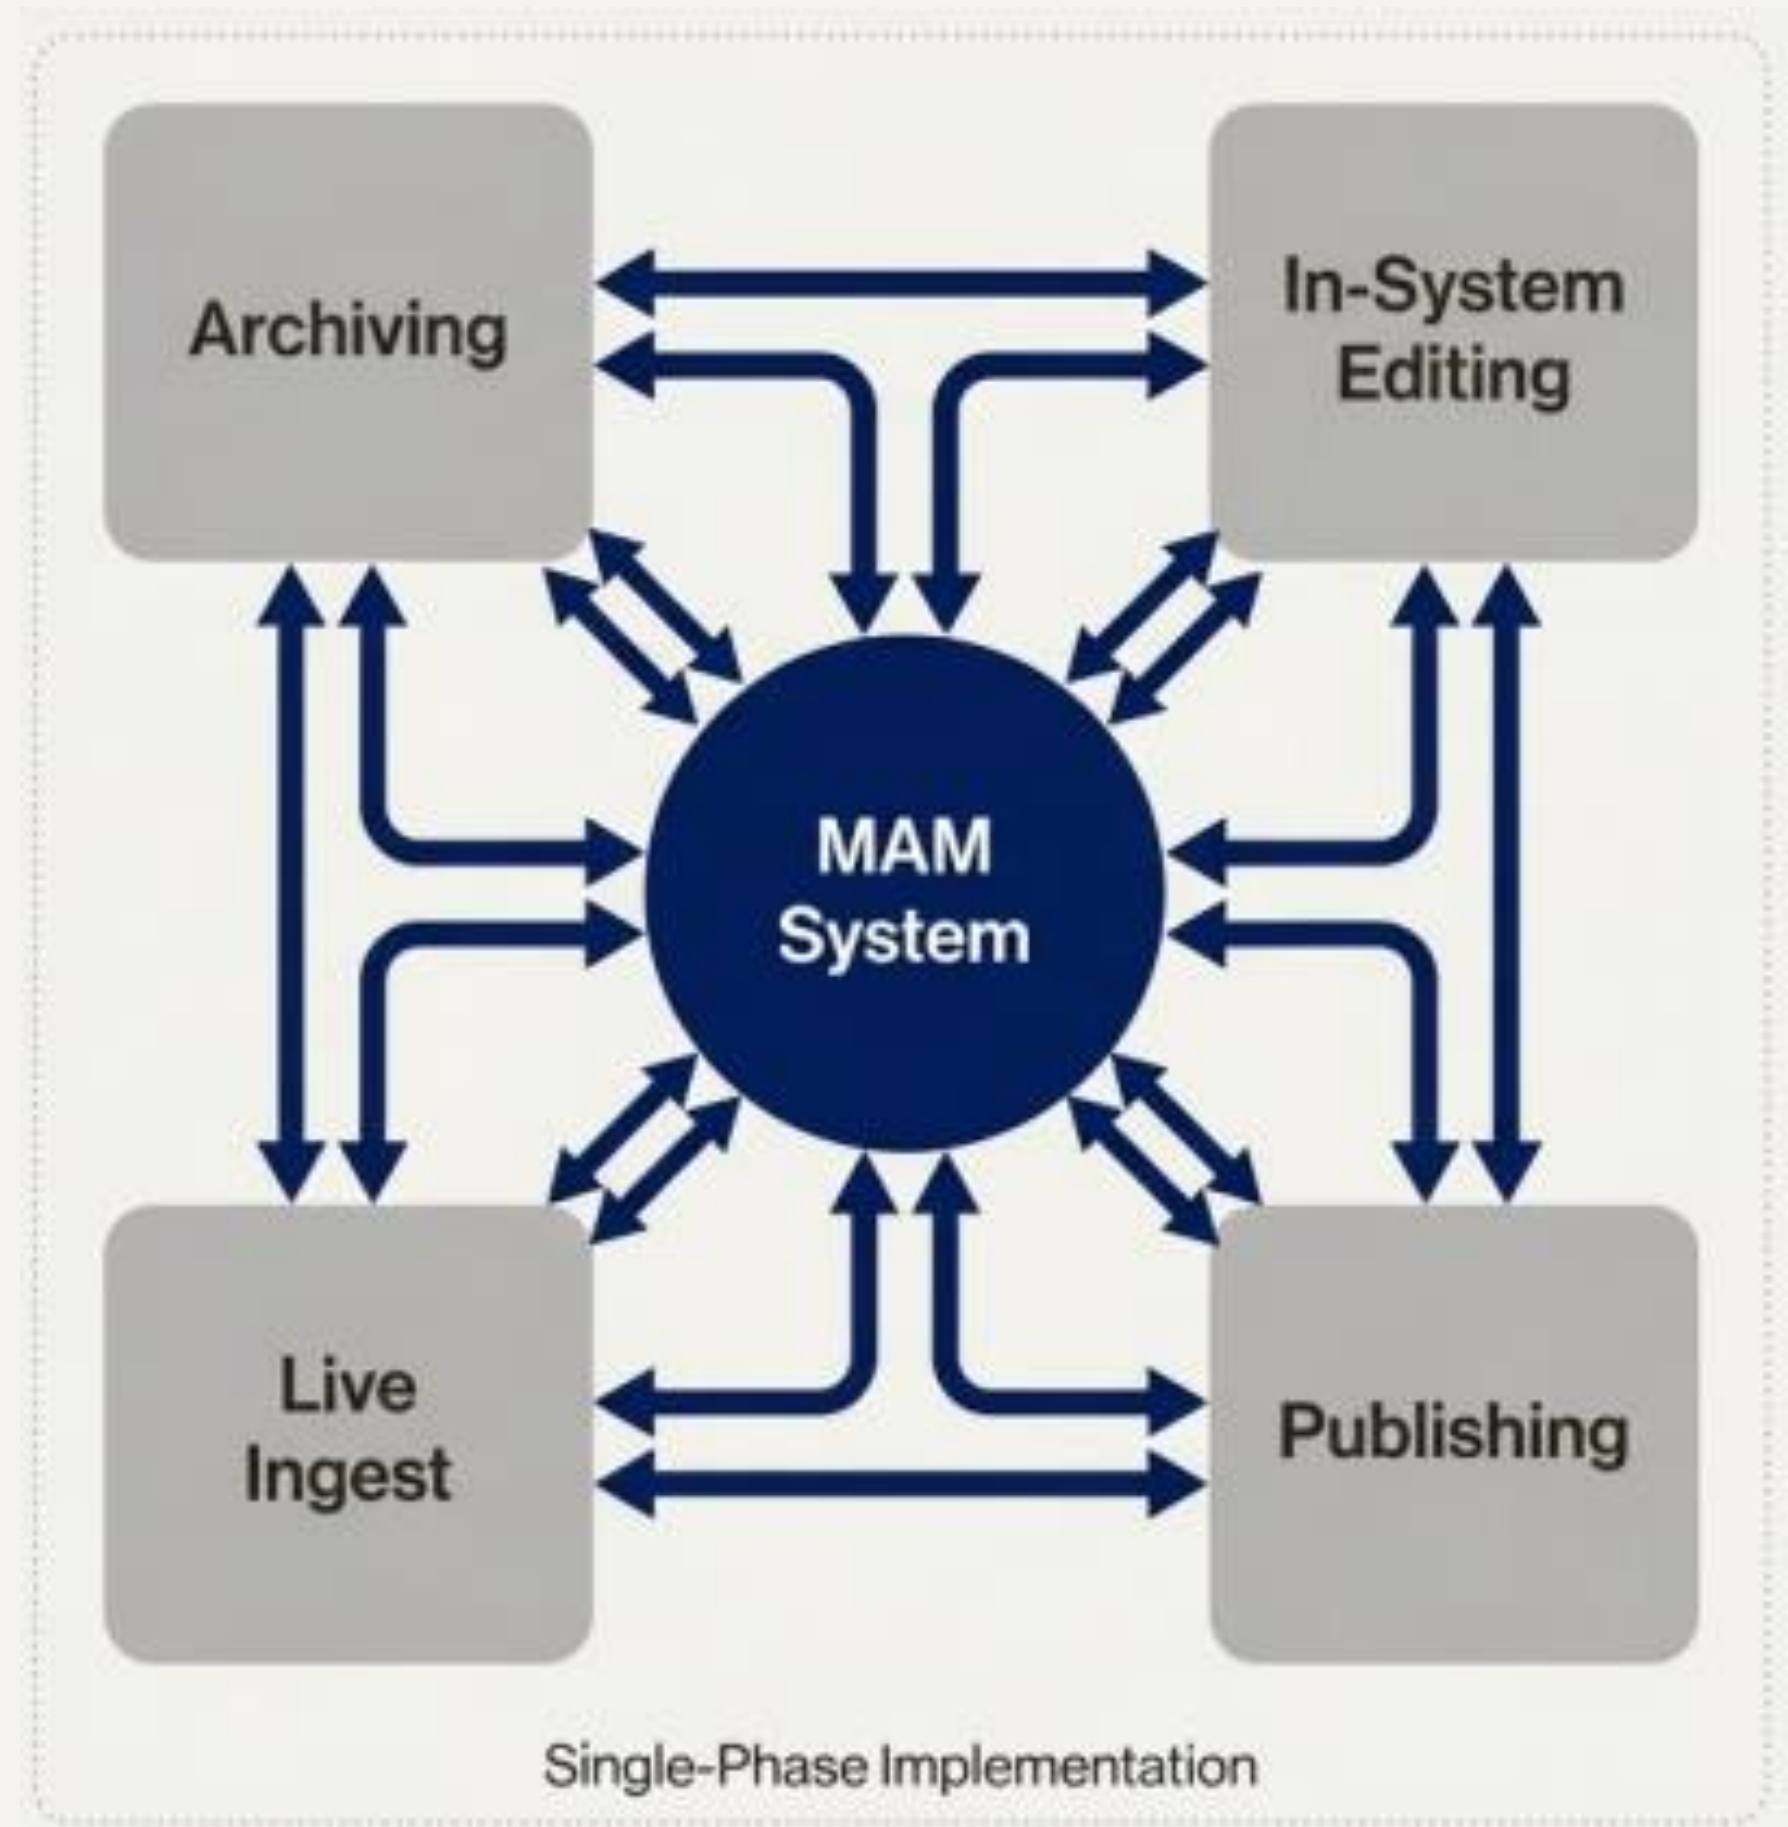 Archiving
In-System
Editing
MAM
System
Live
Ingest
Publishing
Single-Phase Implementation